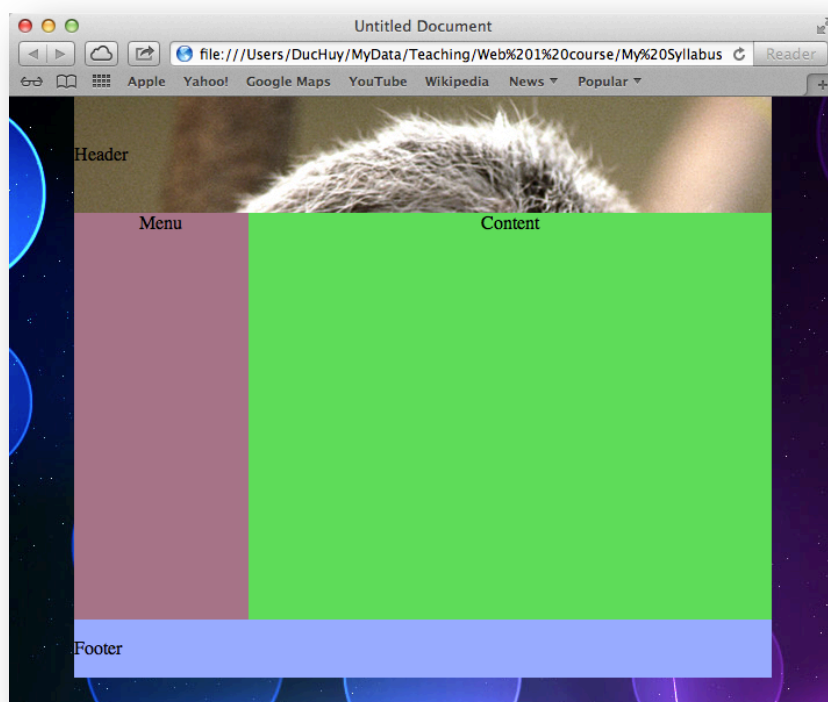 Untitled Document
file:///Users/DucHuy/MyData/Teaching/Web%201%20course/My%20Syllabus
Reader
Apple Yahoo! Google Maps YouTube Wikipedia News Popular
Header
Menu Content
Footer